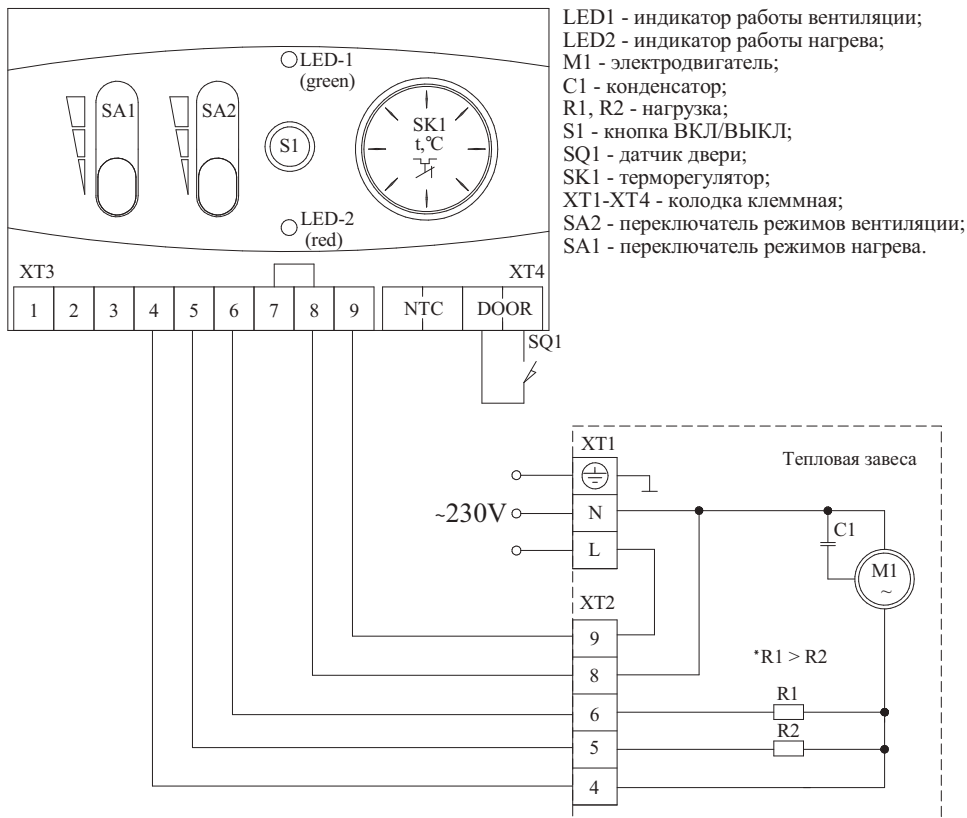 LED1 - индикатор работы вентиляции;
LED2 - индикатор работы нагрева;
М1 - электродвигатель;
С1 - конденсатор;
R1, R2 - нагрузка;
S1 - кнопка ВКЛ/ВЫКЛ;
SQ1 - датчик двери;
SK1 - терморегулятор;
XT1-XT4 - колодка клеммная;
SA2 - переключатель режимов вентиляции;
SA1 - переключатель режимов нагрева.
LED-1
(green)
SA1
SA2
S1
SK1
t,°C
LED-2
(red)
XT3
XT4
1 2 3 4 5 6 7 8 9 NTC DOOR
SQ1
XT1
Тепловая завеса
~230V
N
L
C1
M1
~
XT2
9
8
*R1 > R2
6
R1
5
R2
4